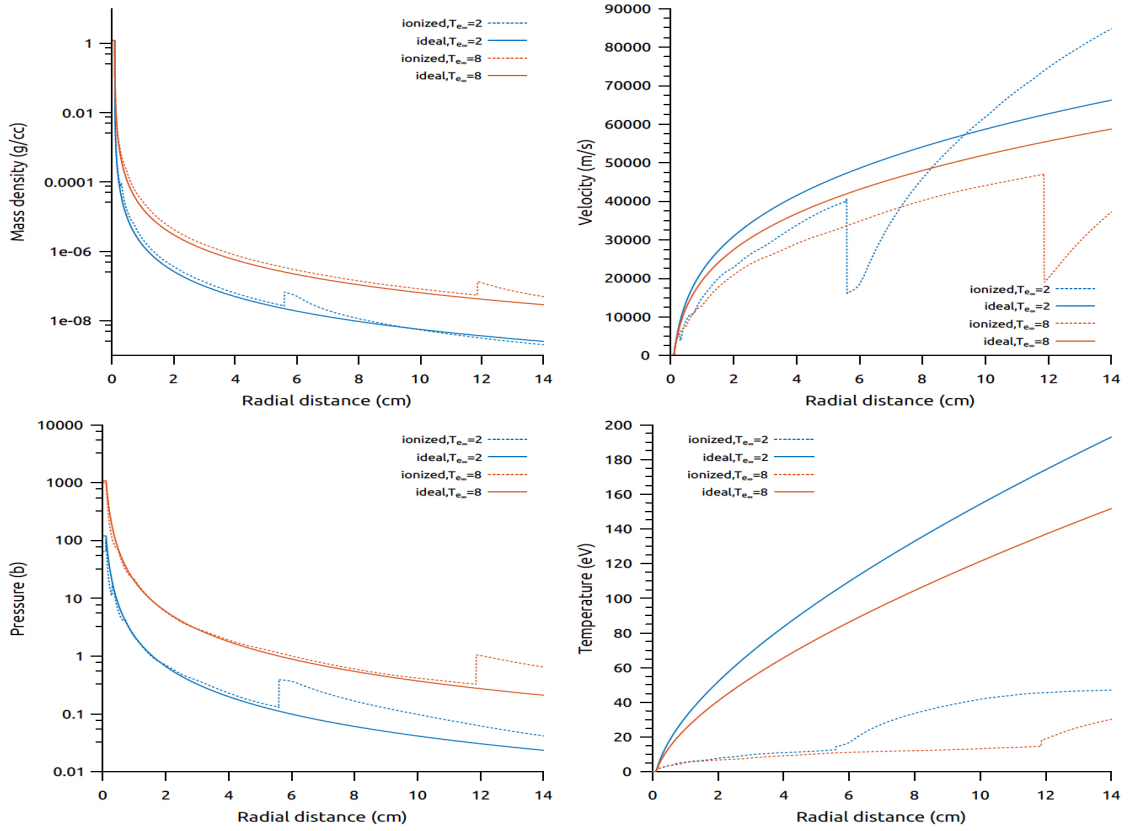 Mass density (g/cc)
1
0.01
0.0001
1e-06
1e-08
ionized,Te∞=2
ideal,Te∞=2
ionized,Te∞=8
ideal,Te∞=8
0 2 4 6 8 10 12 14
Radial distance (cm)
Velocity (m/s)
90000
80000
70000
60000
50000
40000
30000
20000
10000
0
ionized,Te∞=2
ideal,Te∞=2
ionized,Te∞=8
ideal,Te∞=8
0 2 4 6 8 10 12 14
Radial distance (cm)
Pressure (b)
10000
1000
100
10
1
0.1
0.01
ionized,Te∞=2
ideal,Te∞=2
ionized,Te∞=8
ideal,Te∞=8
0 2 4 6 8 10 12 14
Radial distance (cm)
Temperature (eV)
200
180
160
140
120
100
80
60
40
20
0
ionized,Te∞=2
ideal,Te∞=2
ionized,Te∞=8
ideal,Te∞=8
0 2 4 6 8 10 12 14
Radial distance (cm)